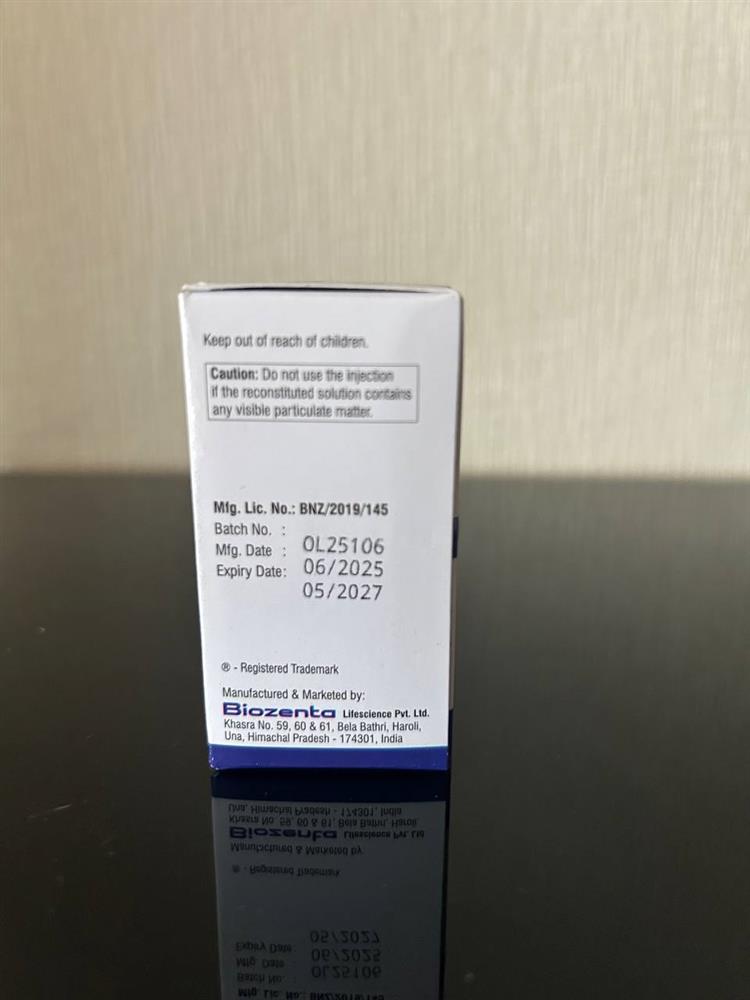 Keep out of reach of children.
Caution: Do not use the injection
if the reconstituted solution contains
any visible particulate matter.
Mfg. Lic. No.: BNZ/2019/145
Batch No. :
Mfg. Date : OL25106
Expiry Date: 06/2025
05/2027
® - Registered Trademark
Manufactured & Marketed by:
Biozenta Lifescience Pvt. Ltd.
Khasra No. 59, 60 & 61, Bela Bathri, Haroli,
Una, Himachal Pradesh - 174301, India